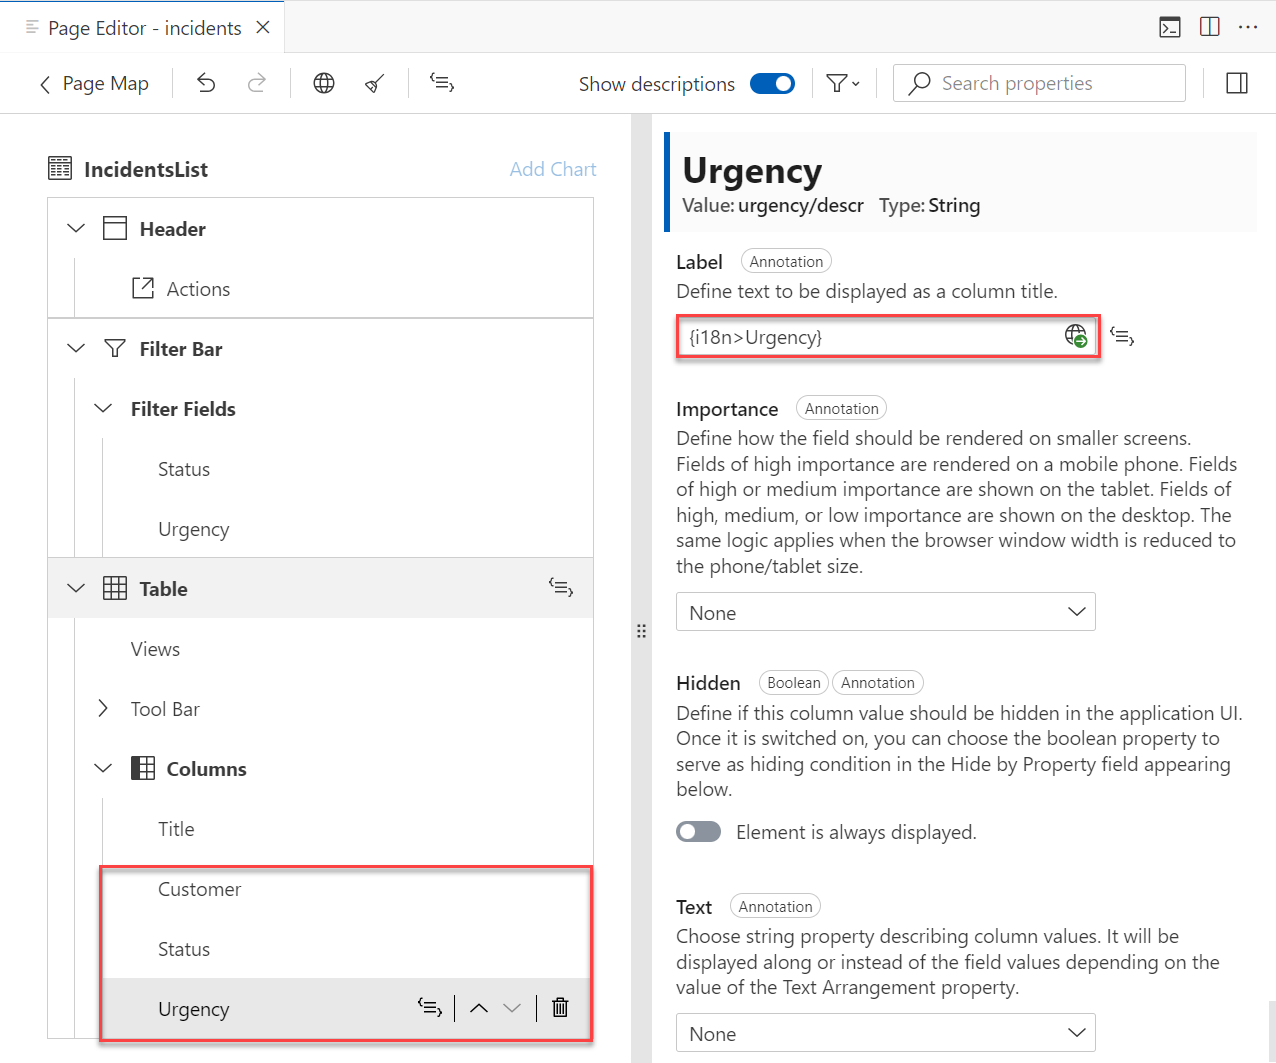 Page Editor - incidents
Page Map
Show descriptions
Search properties
IncidentsList
Add Chart
Header
Actions
Filter Bar
Filter Fields
Status
Urgency
Table
Views
Tool Bar
Columns
Title
Customer
Status
Urgency
Urgency
Value: urgency/descr Type: String
Label Annotation
Define text to be displayed as a column title.
{i18n>Urgency}
Importance Annotation
Define how the field should be rendered on smaller screens.
Fields of high importance are rendered on a mobile phone. Fields
of high or medium importance are shown on the tablet. Fields of
high, medium, or low importance are shown on the desktop. The
same logic applies when the browser window width is reduced to
the phone/tablet size.
None
Hidden Boolean Annotation
Define if this column value should be hidden in the application UI.
Once it is switched on, you can choose the boolean property to
serve as hiding condition in the Hide by Property field appearing
below.
Element is always displayed.
Text Annotation
Choose string property describing column values. It will be
displayed along or instead of the field values depending on the
value of the Text Arrangement property.
None